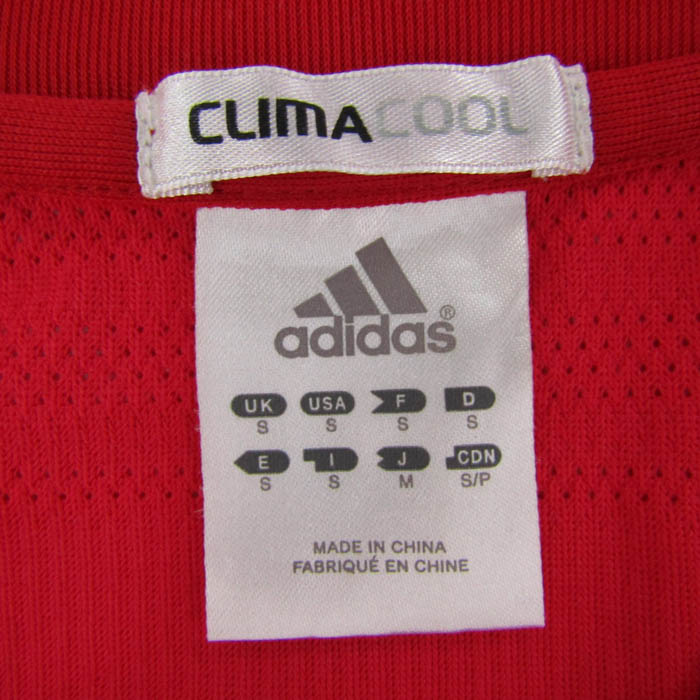 CLIMACOOL
adidas®
UK USA F D
S S S S
E I J CDN
S S M S/P
MADE IN CHINA
FABRIQUÉ EN CHINE